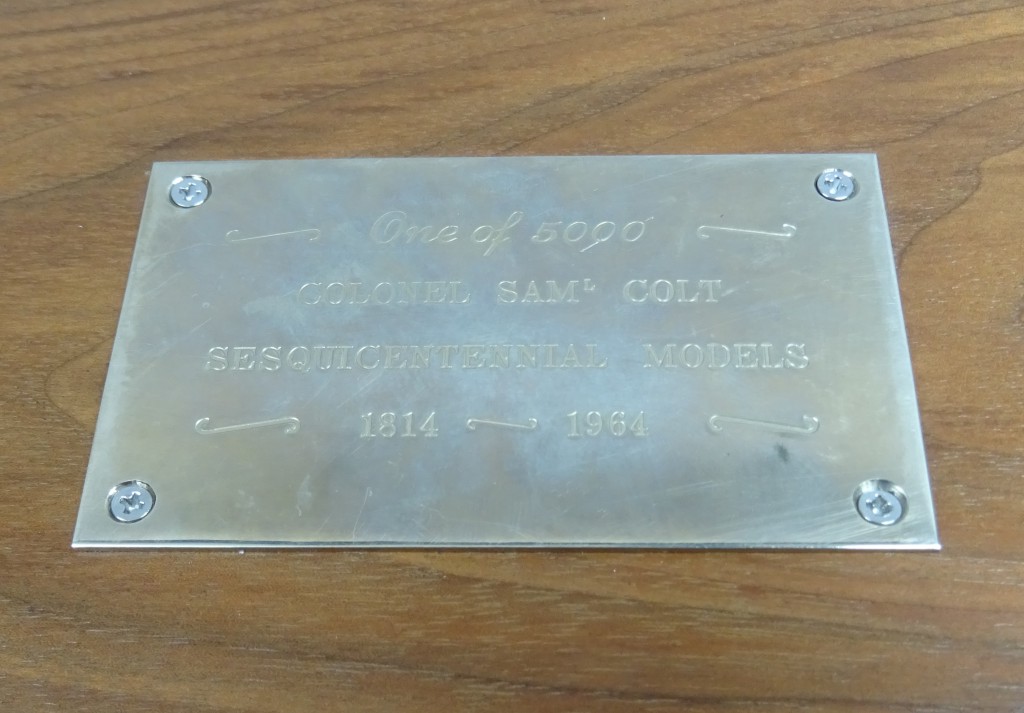 One of 5000
COLONEL SAMᴸ COLT
SESQUICENTENNIAL MODELS
1814 ~ 1964